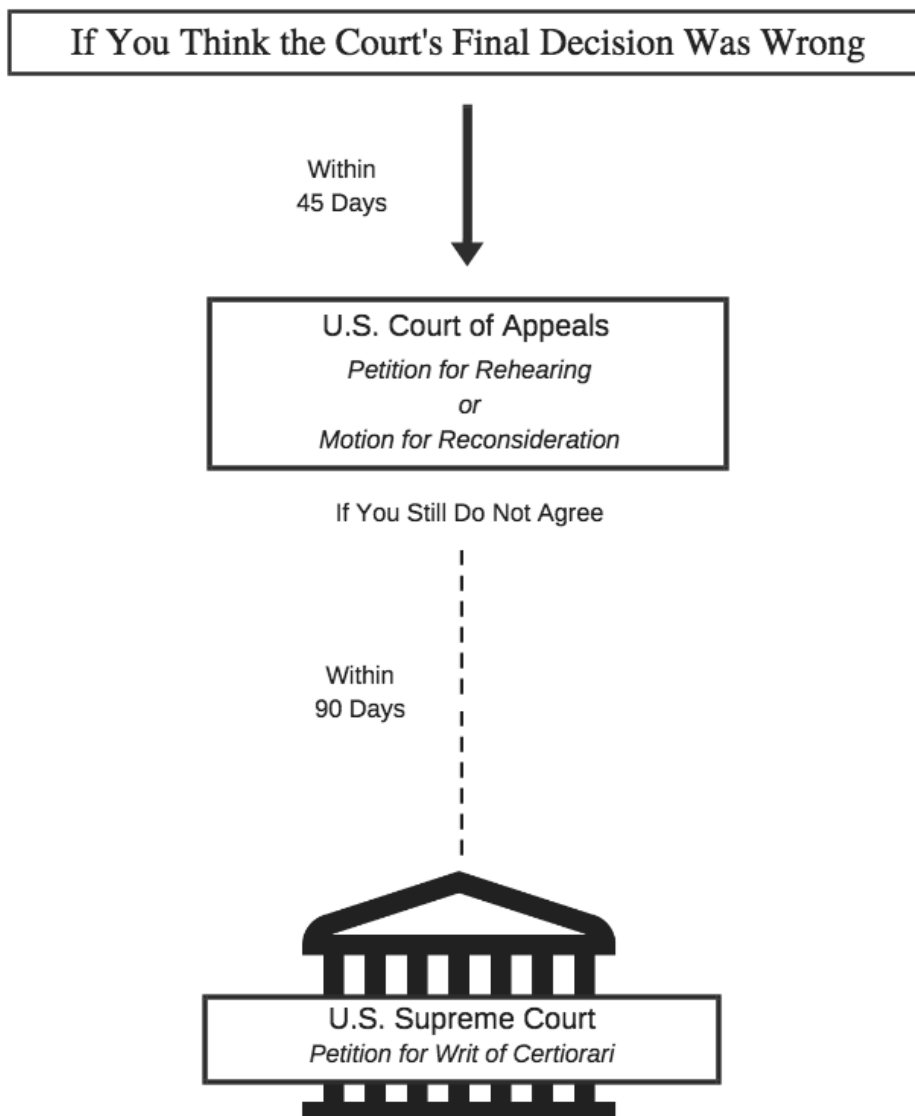 If You Think the Court's Final Decision Was Wrong
Within
45 Days
U.S. Court of Appeals
Petition for Rehearing
or
Motion for Reconsideration
If You Still Do Not Agree
Within
90 Days
U.S. Supreme Court
Petition for Writ of Certiorari